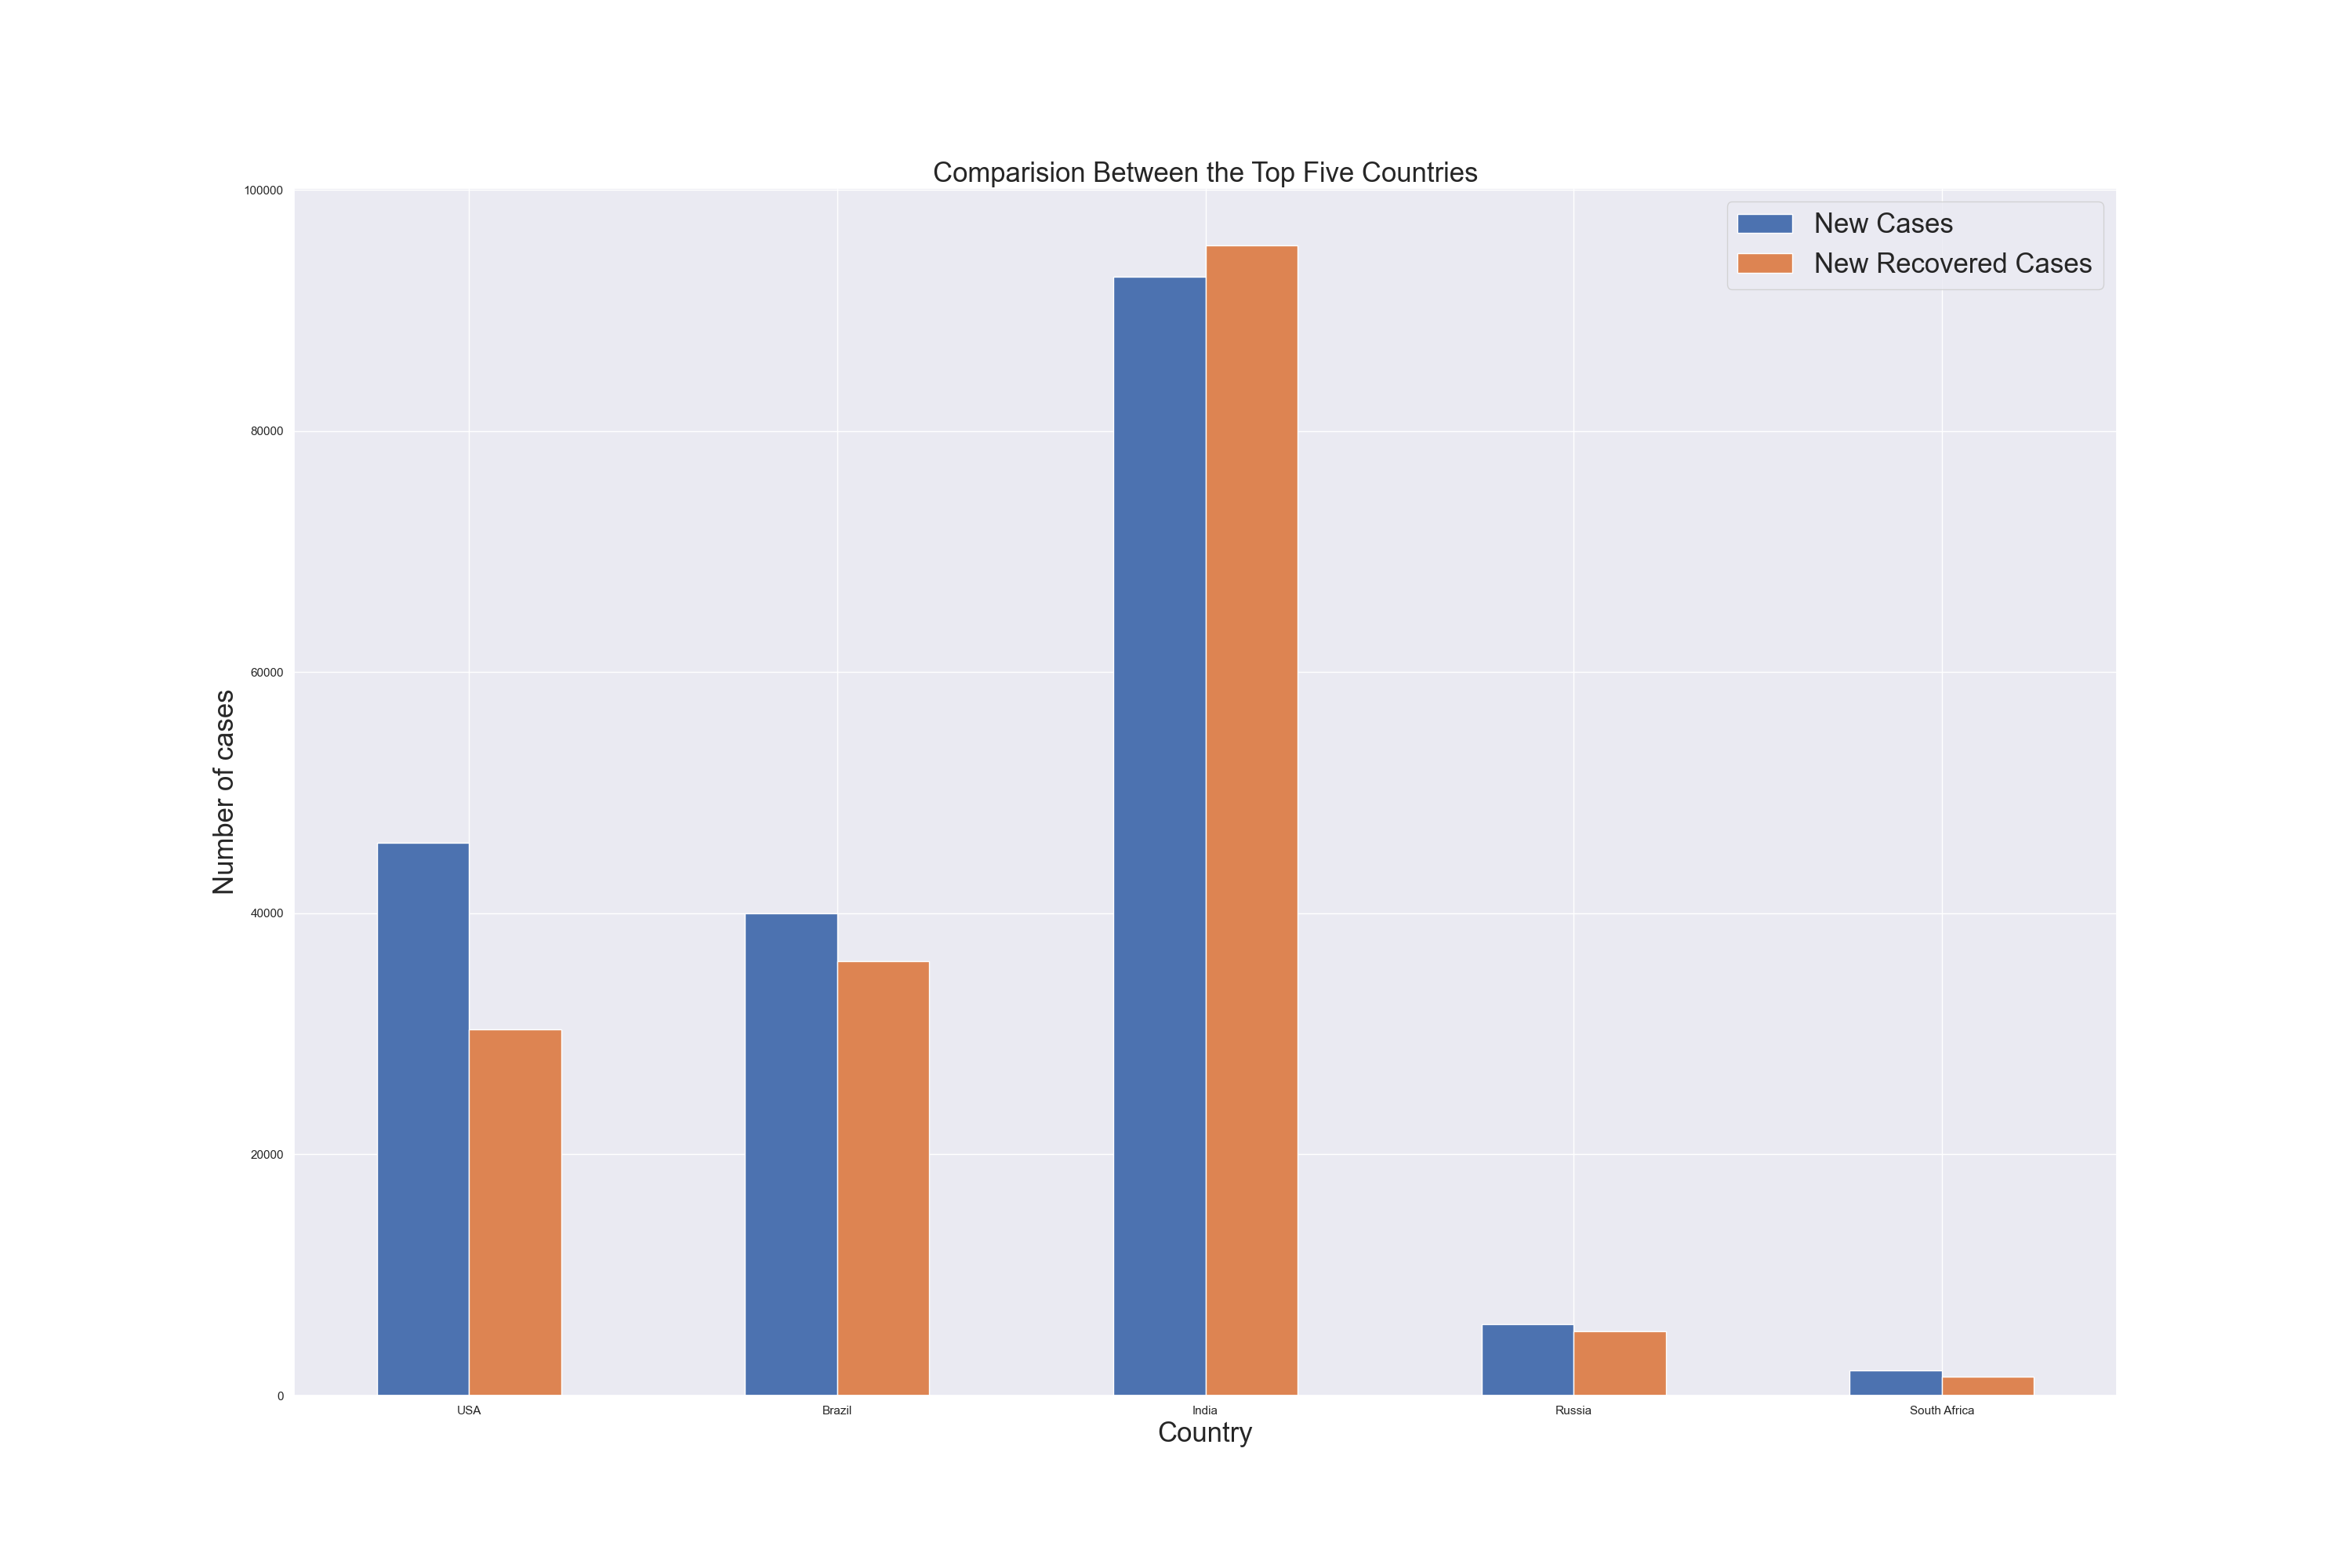 Comparision Between the Top Five Countries
New Cases
New Recovered Cases
100000
80000
60000
40000
20000
0
Number of cases
USA
Brazil
India
Russia
South Africa
Country